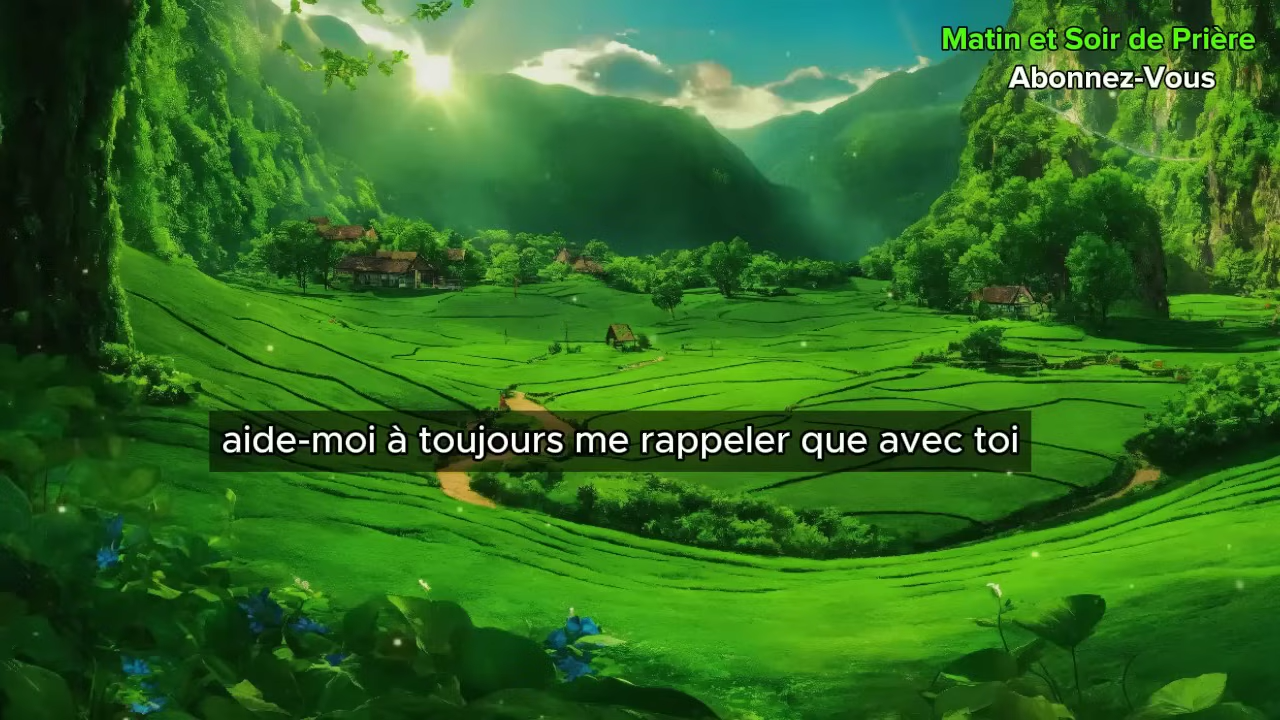 Matin et Soir de Prière
Abonnez-Vous
aide-moi à toujours me rappeler que avec toi